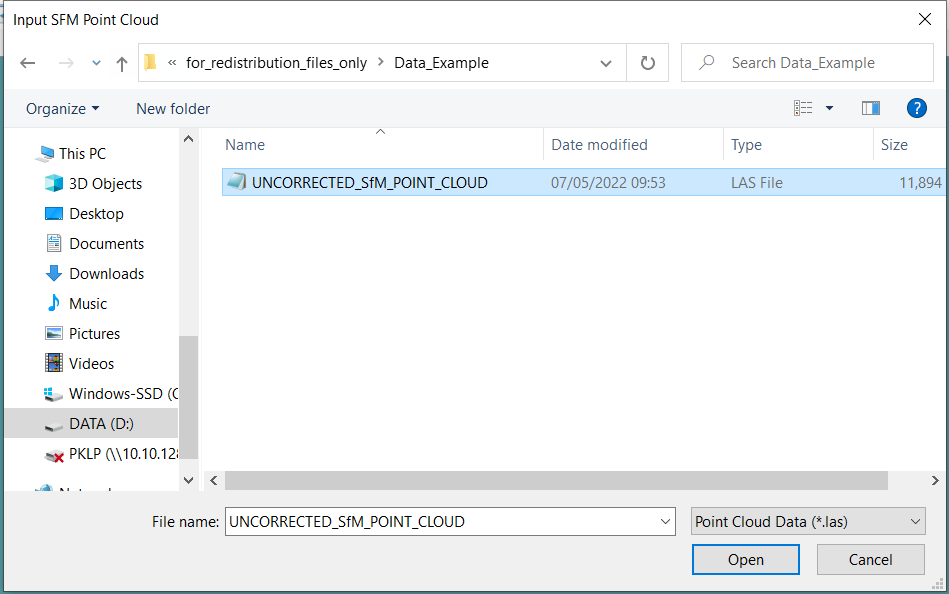 Input SFM Point Cloud
« for_redistribution_files_only > Data_Example
Search Data_Example
Organize
New folder
Name
Date modified
Type
Size
UNCORRECTED_SfM_POINT_CLOUD
07/05/2022 09:53
LAS File
11,894
This PC
3D Objects
Desktop
Documents
Downloads
Music
Pictures
Videos
Windows-SSD (C
DATA (D:)
PKLP (\\10.10.128
File name:
UNCORRECTED_SfM_POINT_CLOUD
Point Cloud Data (*.las)
Open
Cancel